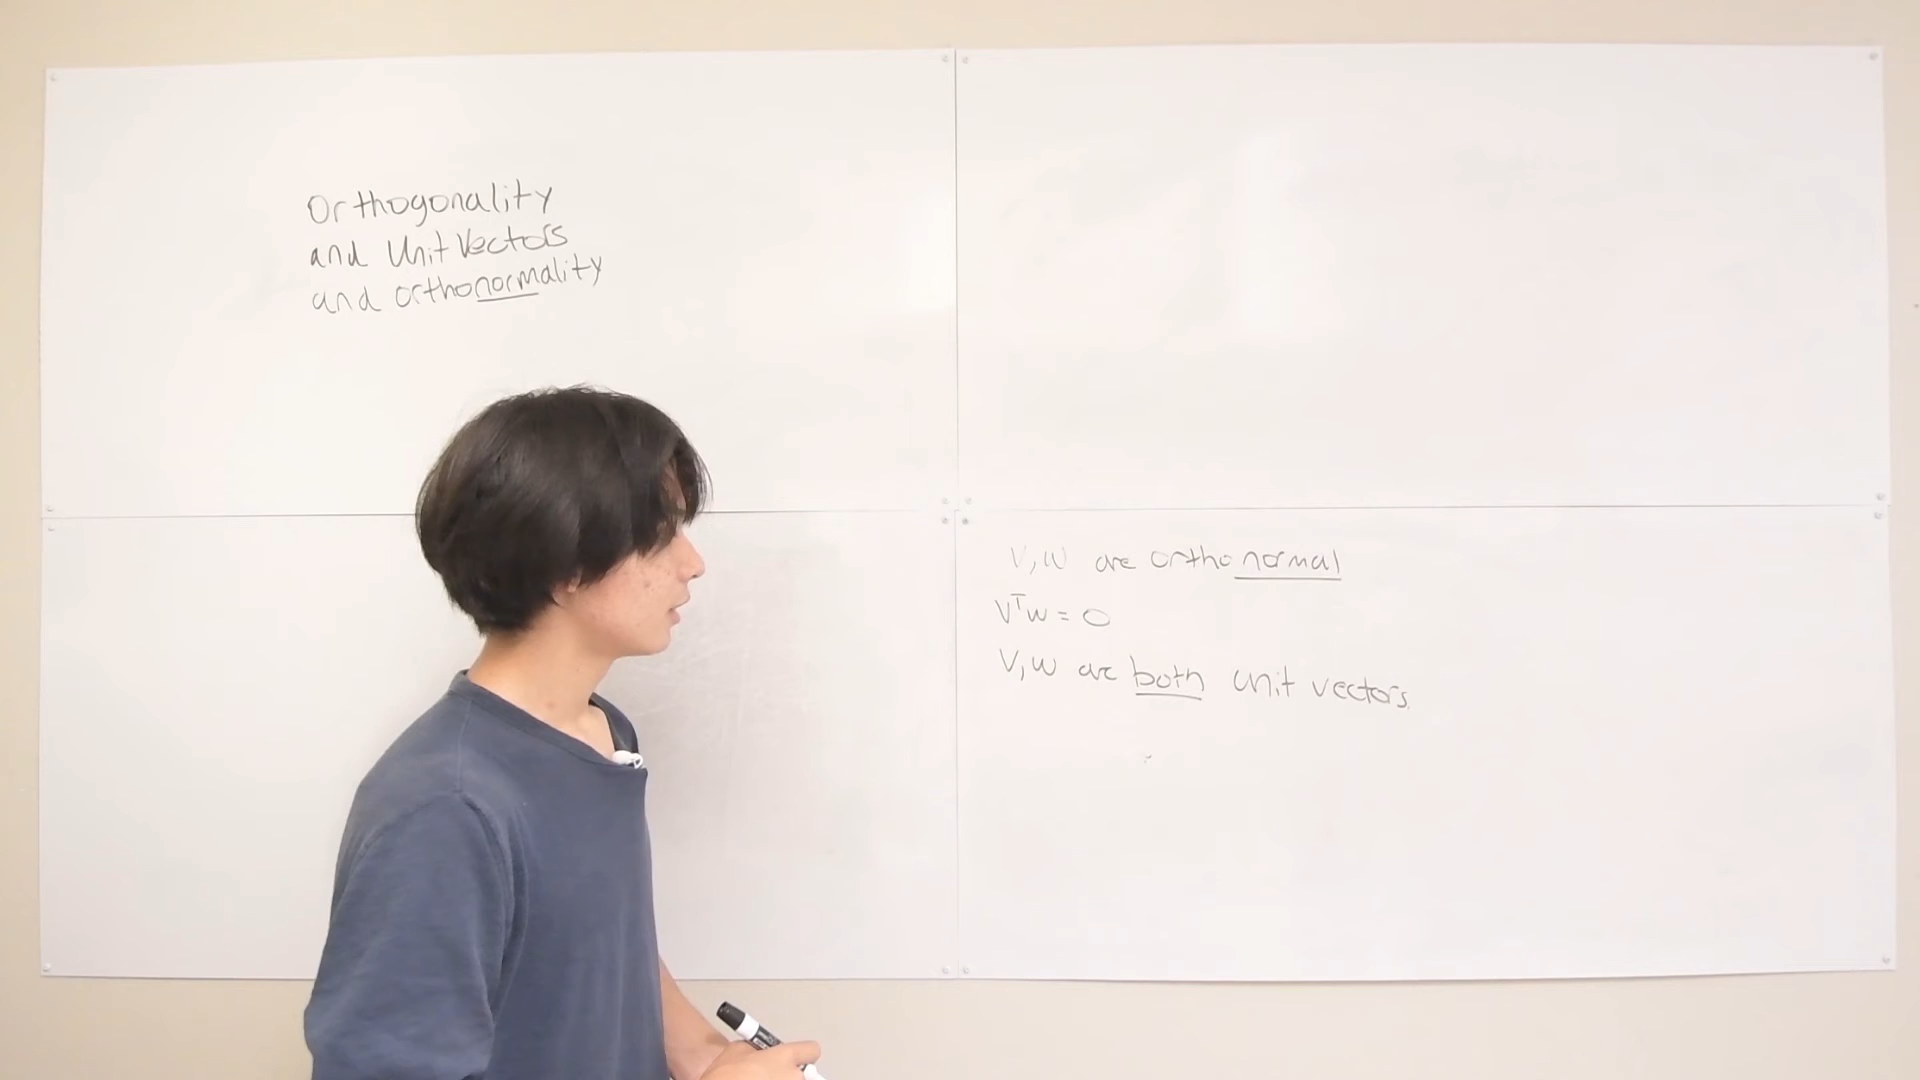 Orthogonality
and Unit Vectors
and orthonormality
V, W are orthonormal
VᵀW = 0
V, W are both unit vectors.